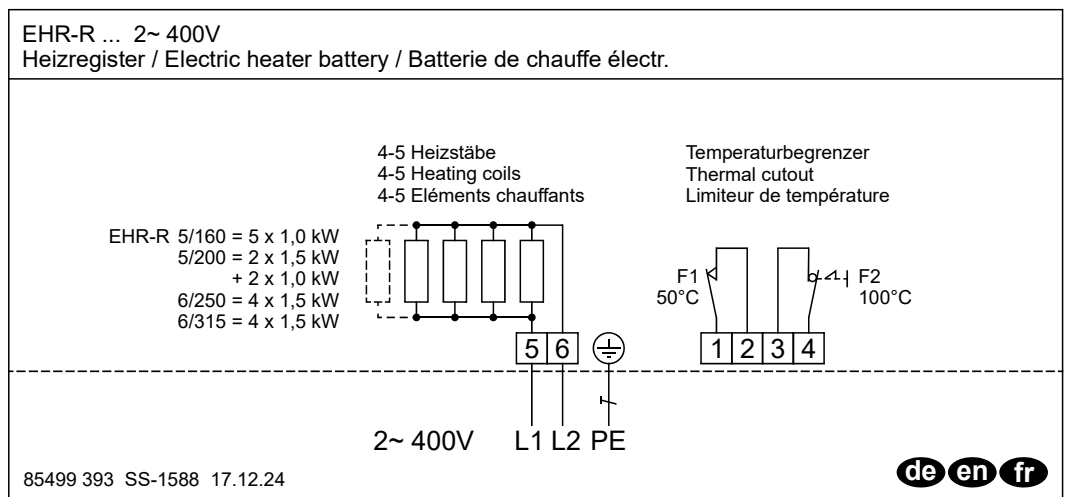 EHR-R ... 2~ 400V
Heizregister / Electric heater battery / Batterie de chauffe électr.
4-5 Heizstäbe
4-5 Heating coils
4-5 Eléments chauffants
Temperaturbegrenzer
Thermal cutout
Limiteur de température
EHR-R 5/160 = 5 x 1,0 kW
5/200 = 2 x 1,5 kW
+ 2 x 1,0 kW
6/250 = 4 x 1,5 kW
6/315 = 4 x 1,5 kW
F1
50°C
F2
100°C
5 6
1 2 3 4
2~ 400V L1 L2 PE
85499 393 SS-1588 17.12.24
de en fr